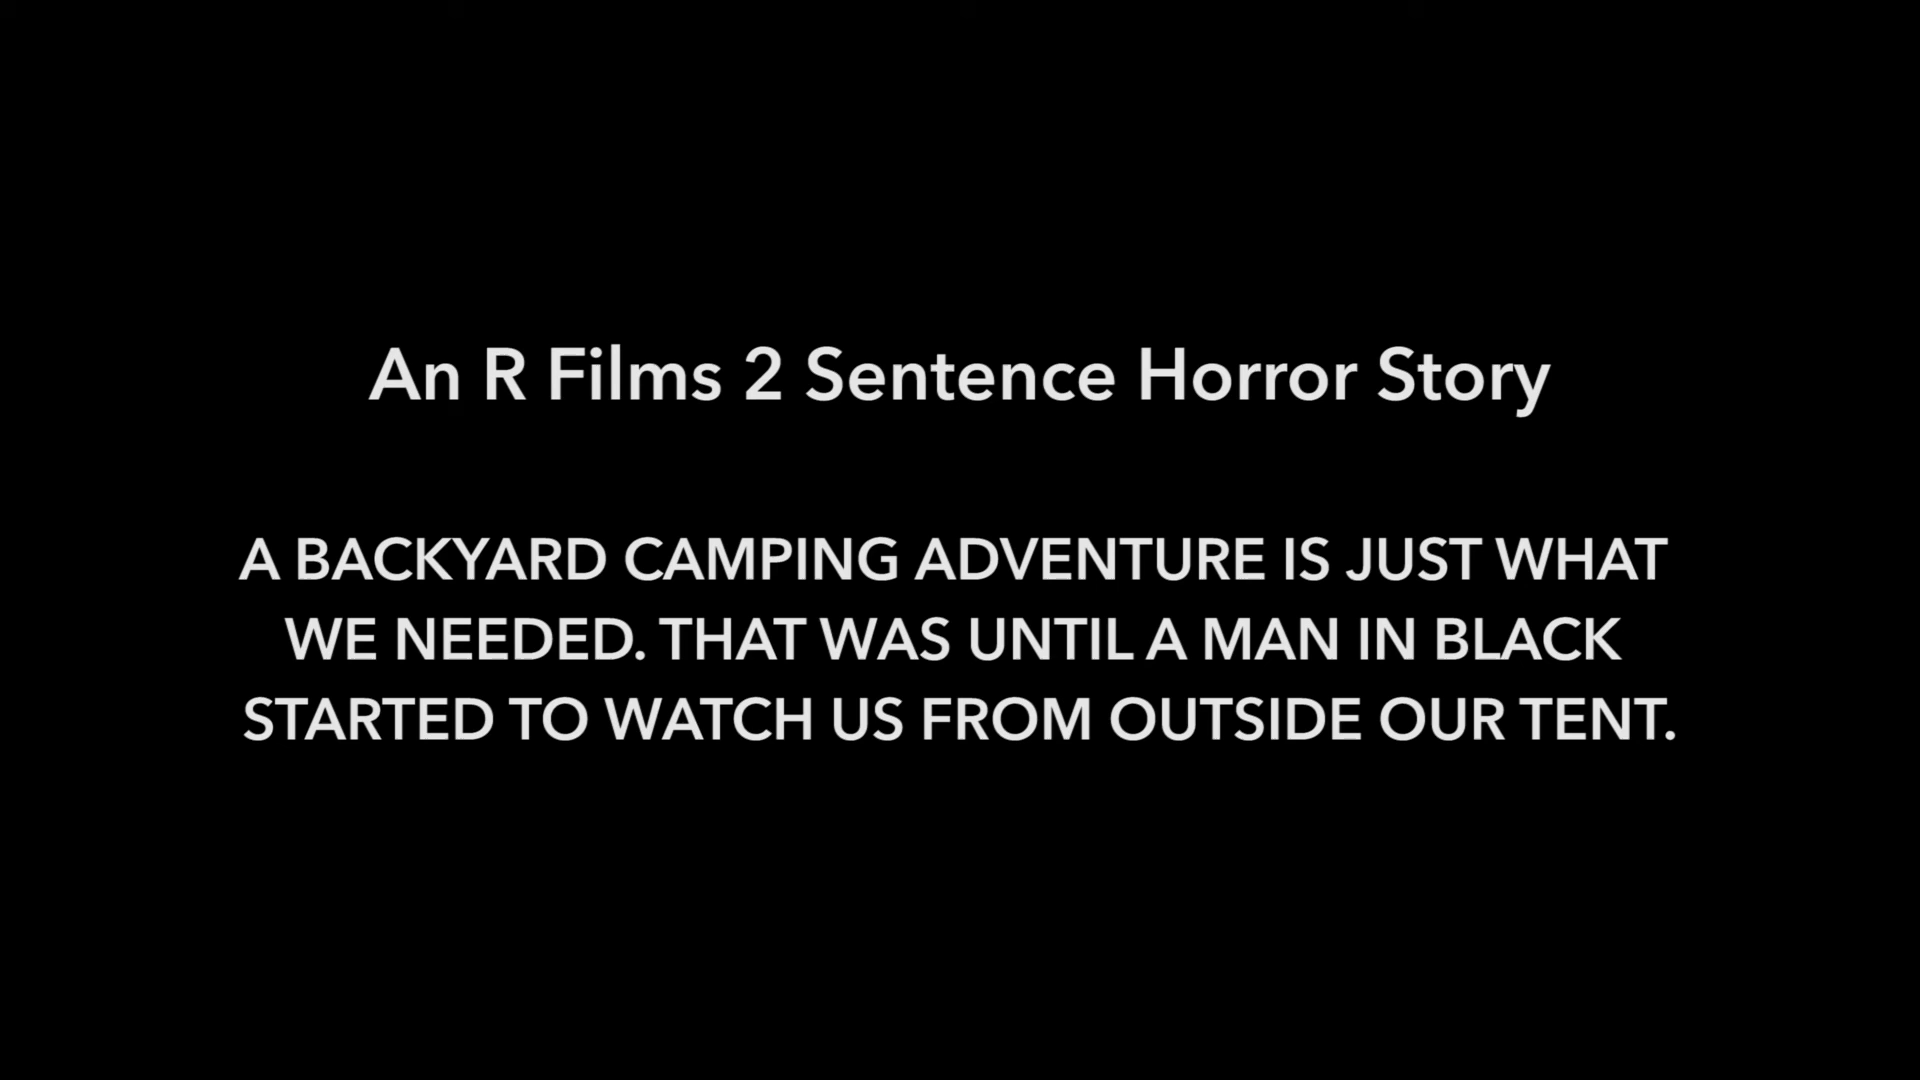 An R Films 2 Sentence Horror Story
A BACKYARD CAMPING ADVENTURE IS JUST WHAT
WE NEEDED. THAT WAS UNTIL A MAN IN BLACK
STARTED TO WATCH US FROM OUTSIDE OUR TENT.